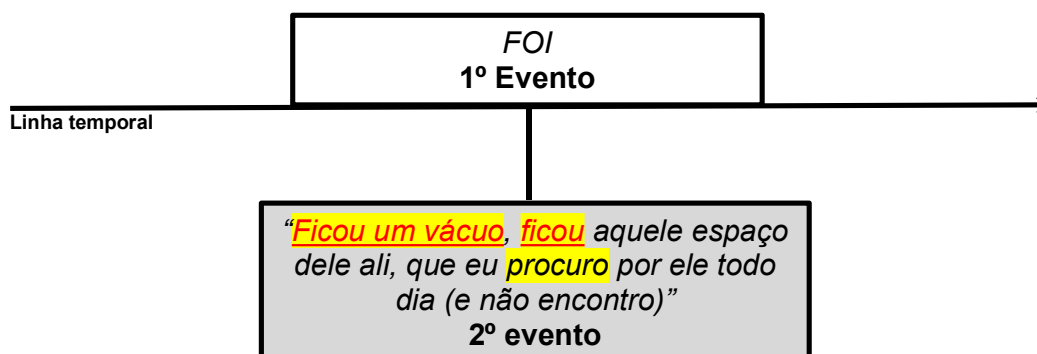 FOI
1º Evento
Linha temporal
“Ficou um vácuo, ficou aquele espaço
dele ali, que eu procuro por ele todo
dia (e não encontro)”
2º evento